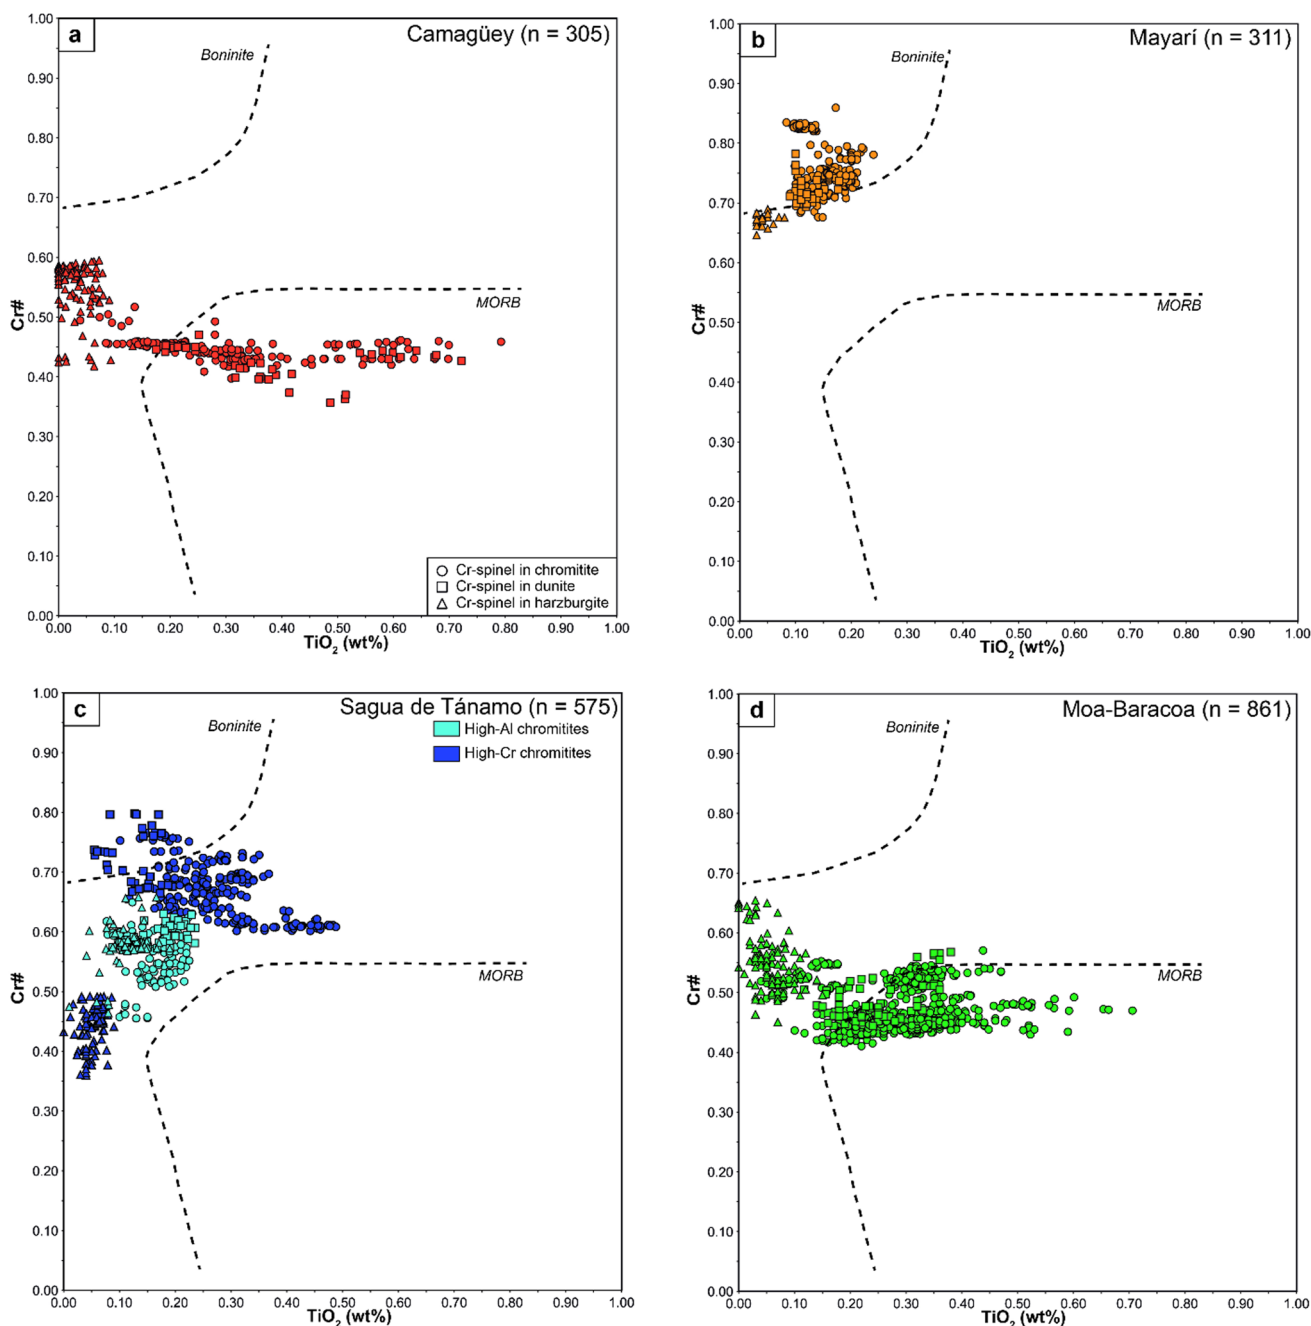 a
Camagüey (n = 305)
Boninite
MORB
Cr-spinel in chromitite
Cr-spinel in dunite
Cr-spinel in harzburgite
1.00
0.90
0.80
0.70
0.60
0.50
0.40
0.30
0.20
0.10
0.00
Cr#
0.00 0.10 0.20 0.30 0.40 0.50 0.60 0.70 0.80 0.90 1.00
TiO₂ (wt%)
b
Mayarí (n = 311)
Boninite
MORB
1.00
0.90
0.80
0.70
0.60
0.50
0.40
0.30
0.20
0.10
0.00
Cr#
0.00 0.10 0.20 0.30 0.40 0.50 0.60 0.70 0.80 0.90 1.00
TiO₂ (wt%)
c
Sagua de Tánamo (n = 575)
Boninite
High-Al chromitites
High-Cr chromitites
MORB
1.00
0.90
0.80
0.70
0.60
0.50
0.40
0.30
0.20
0.10
0.00
Cr#
0.00 0.10 0.20 0.30 0.40 0.50 0.60 0.70 0.80 0.90 1.00
TiO₂ (wt%)
d
Moa-Baracoa (n = 861)
Boninite
MORB
1.00
0.90
0.80
0.70
0.60
0.50
0.40
0.30
0.20
0.10
0.00
Cr#
0.00 0.10 0.20 0.30 0.40 0.50 0.60 0.70 0.80 0.90 1.00
TiO₂ (wt%)